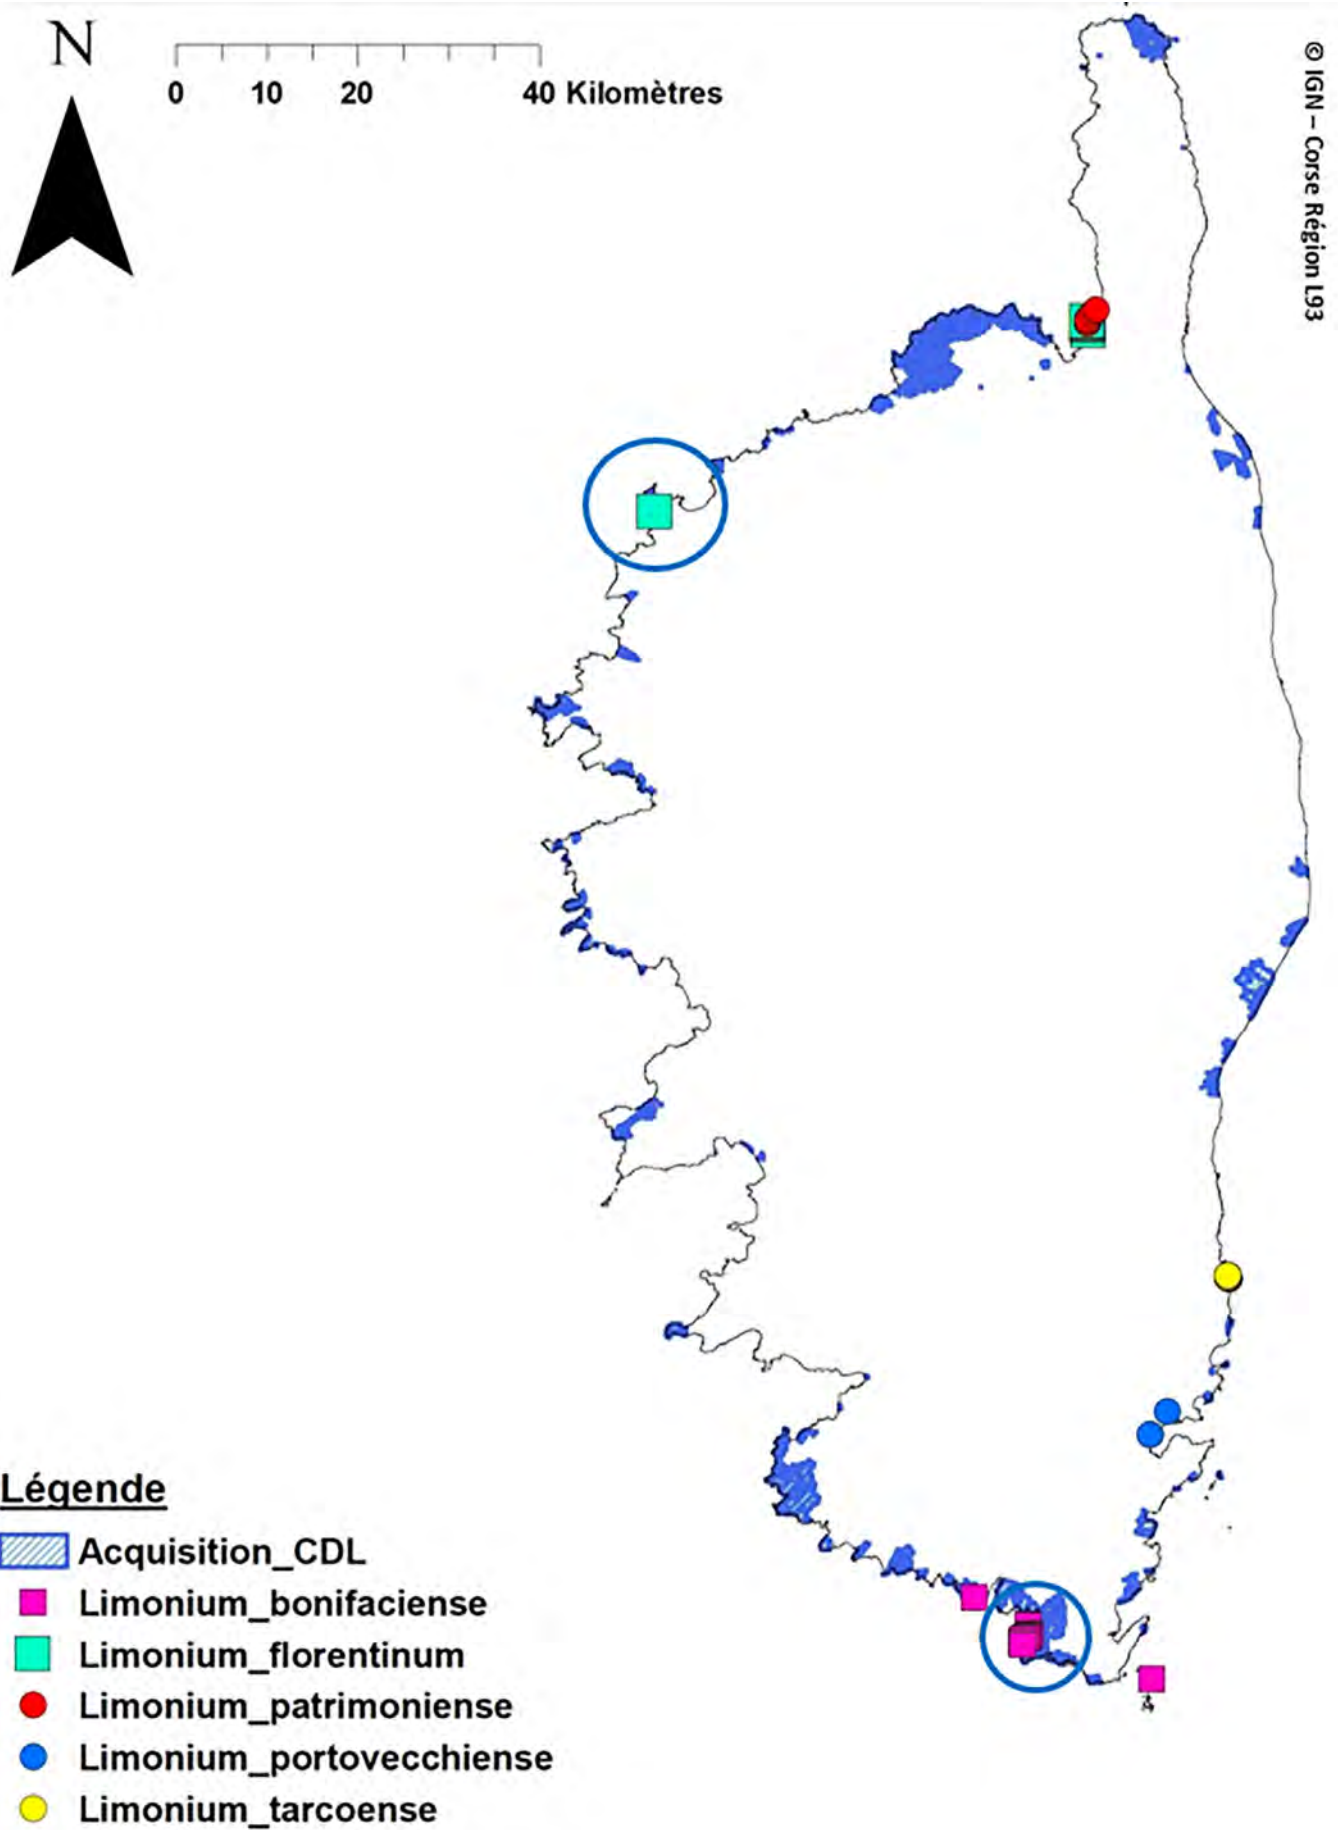 N
0 10 20 40 Kilomètres
© IGN – Corse Région L93
Légende
Acquisition_CDL
Limonium_bonifaciense
Limonium_florentinum
Limonium_patrimoniense
Limonium_portovecchiense
Limonium_tarcoense